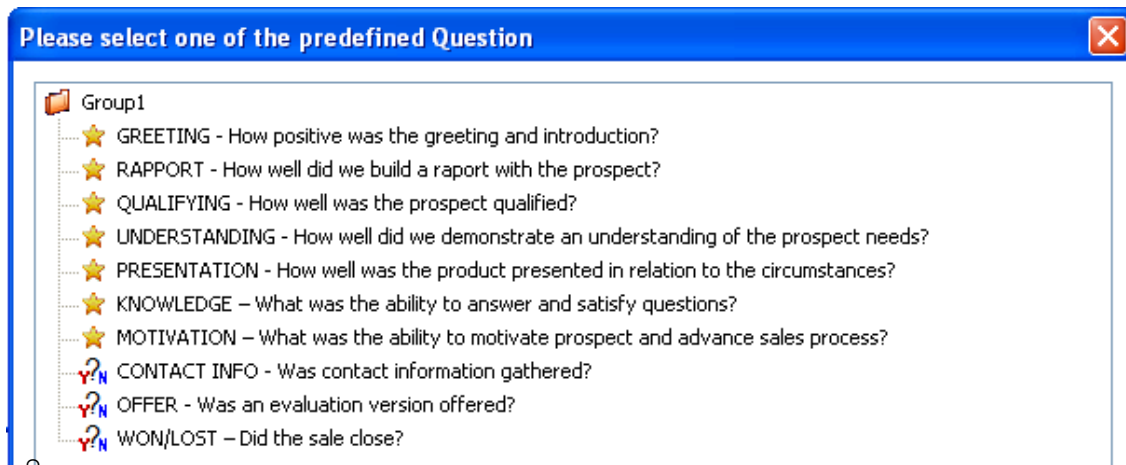 Please select one of the predefined Question
Group1
GREETING - How positive was the greeting and introduction?
RAPPORT - How well did we build a raport with the prospect?
QUALIFYING - How well was the prospect qualified?
UNDERSTANDING - How well did we demonstrate an understanding of the prospect needs?
PRESENTATION - How well was the product presented in relation to the circumstances?
KNOWLEDGE – What was the ability to answer and satisfy questions?
MOTIVATION – What was the ability to motivate prospect and advance sales process?
Y?N CONTACT INFO - Was contact information gathered?
Y?N OFFER - Was an evaluation version offered?
Y?N WON/LOST – Did the sale close?